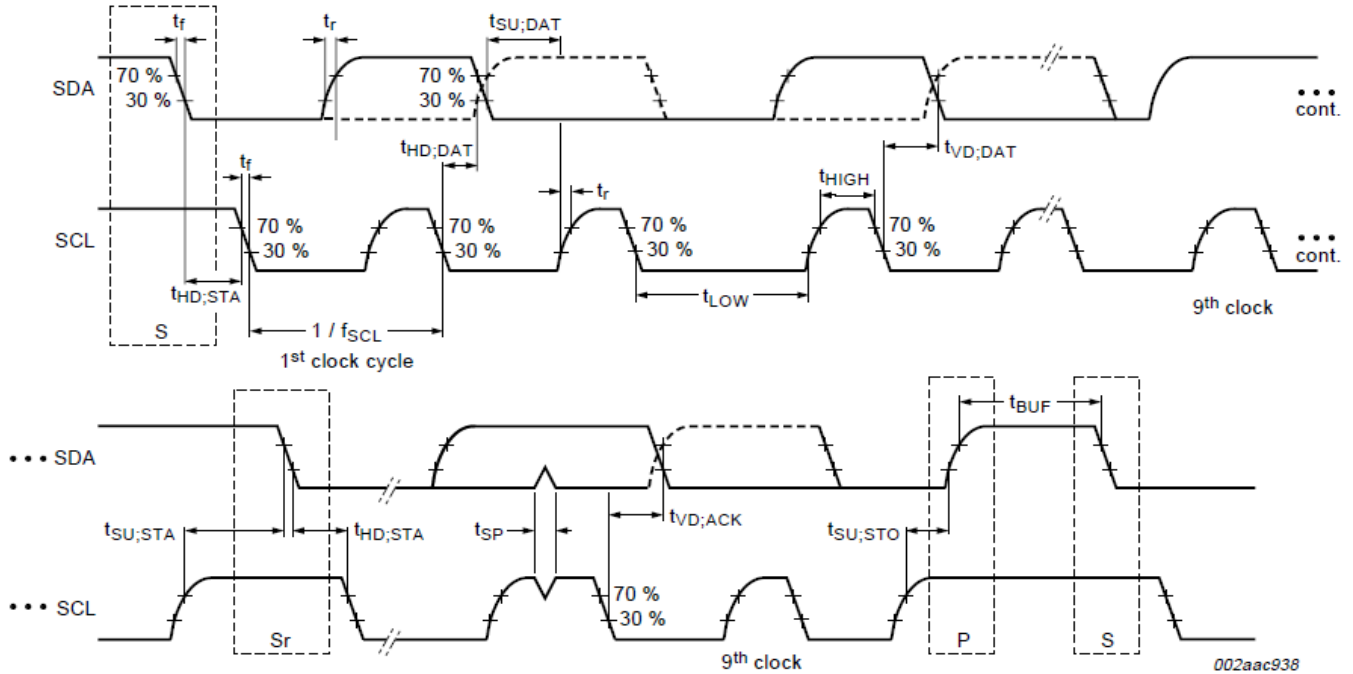 tf tr tSU;DAT
SDA 70 % 30 % 70 % 30 % ••• cont.
tHD;DAT tVD;DAT
tf tr tHIGH
SCL 70 % 30 % 70 % 30 % 70 % 30 % 70 % 30 % ••• cont.
tHD;STA tLOW
S 1 / fSCL 9th clock
1st clock cycle
tBUF
••• SDA
tSU;STA tHD;STA tSP tVD;ACK tSU;STO
••• SCL 70 % 30 %
Sr 9th clock P S
002aac938